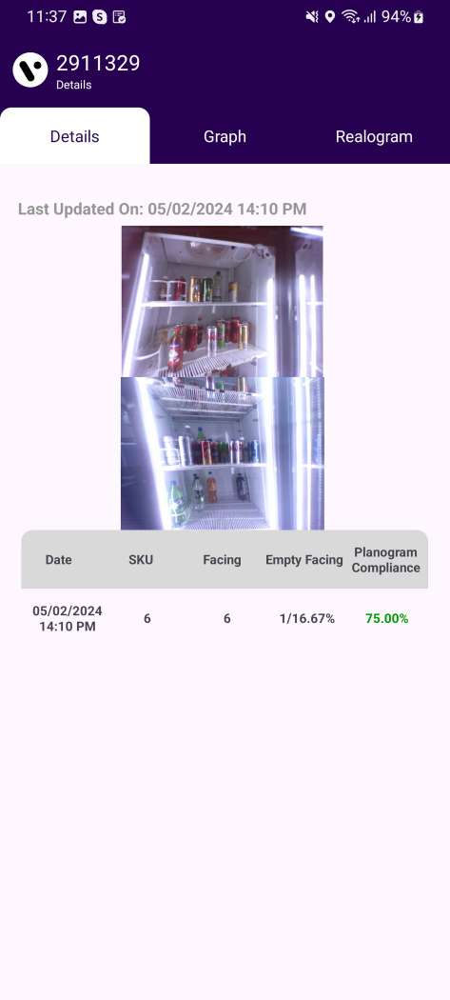 11:37 94%
2911329
Details
Details Graph Realogram
Last Updated On: 05/02/2024 14:10 PM
Date SKU Facing Empty Facing Planogram Compliance
05/02/2024 14:10 PM 6 6 1/16.67% 75.00%